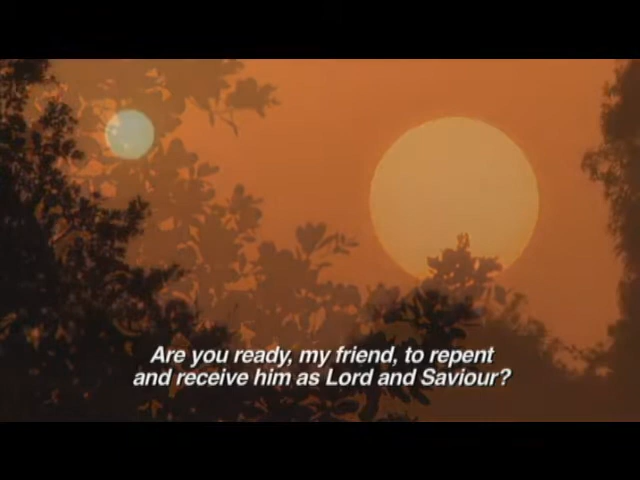 Are you ready, my friend, to repent
and receive him as Lord and Saviour?